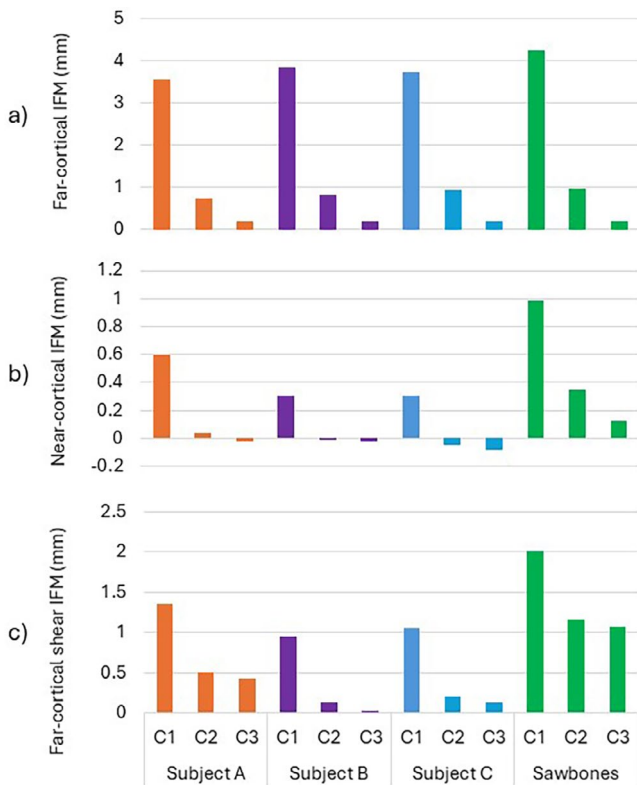 a)
Far-cortical IFM (mm)
5
4
3
2
1
0
b)
Near-cortical IFM (mm)
1.2
1
0.8
0.6
0.4
0.2
0
-0.2
c)
Far-cortical shear IFM (mm)
2.5
2
1.5
1
0.5
0
C1 C2 C3 C1 C2 C3 C1 C2 C3 C1 C2 C3
Subject A Subject B Subject C Sawbones